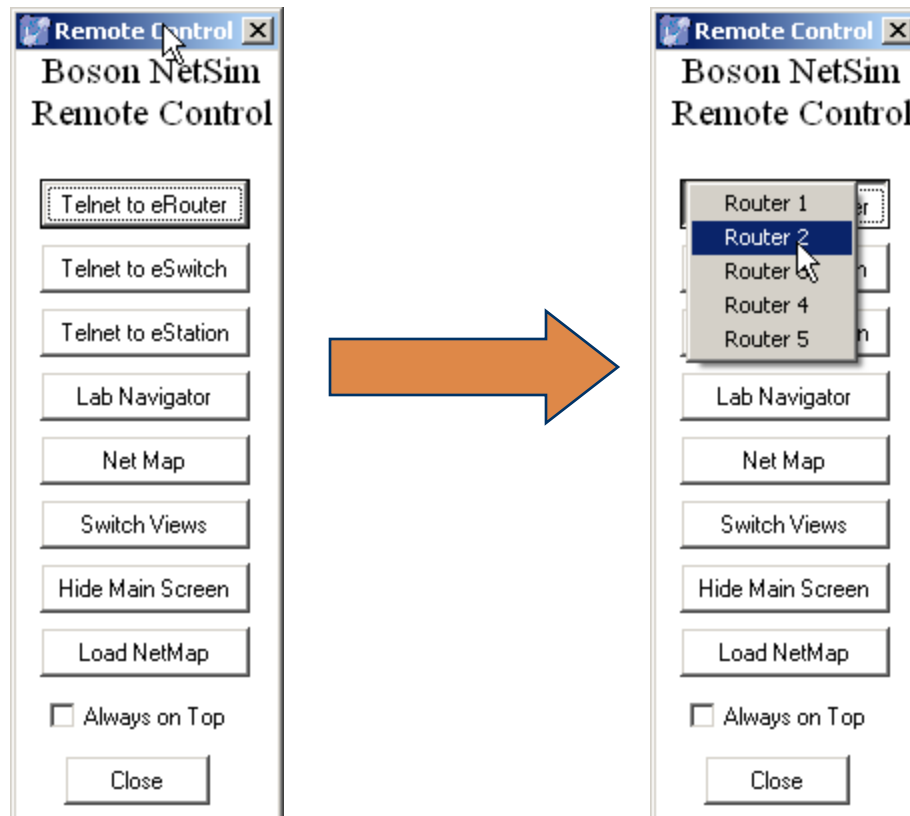 Remote Control
Boson NetSim
Remote Control
Telnet to eRouter
Telnet to eSwitch
Telnet to eStation
Lab Navigator
Net Map
Switch Views
Hide Main Screen
Load NetMap
Always on Top
Close
Remote Control
Boson NetSim
Remote Control
Router 1
Router 2
Router
Router 4
Router 5
Lab Navigator
Net Map
Switch Views
Hide Main Screen
Load NetMap
Always on Top
Close